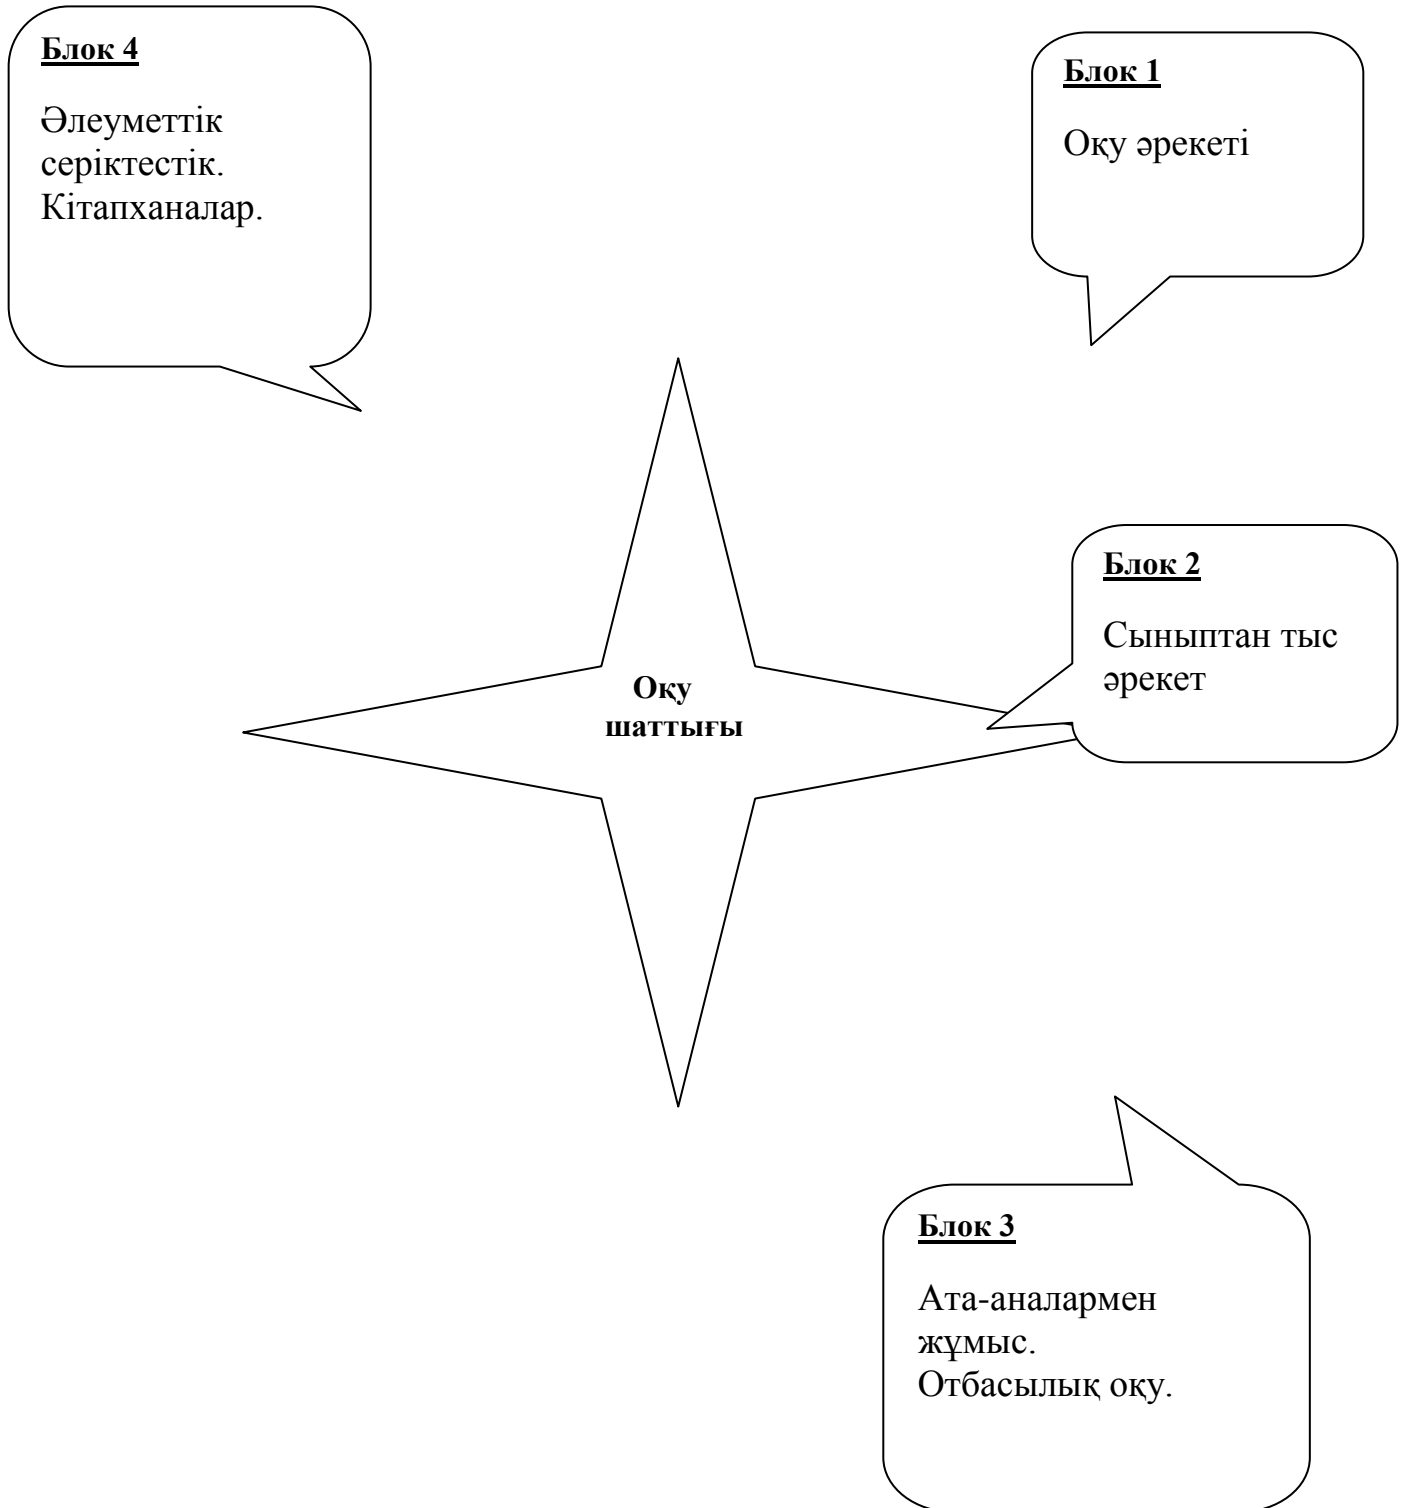 Блок 4
Әлеуметтік
серіктестік.
Кітапханалар.
Блок 1
Оқу әрекеті
Оқу
шаттығы
Блок 2
Сыныптан тыс
әрекет
Блок 3
Ата-аналармен
жұмыс.
Отбасылық оқу.